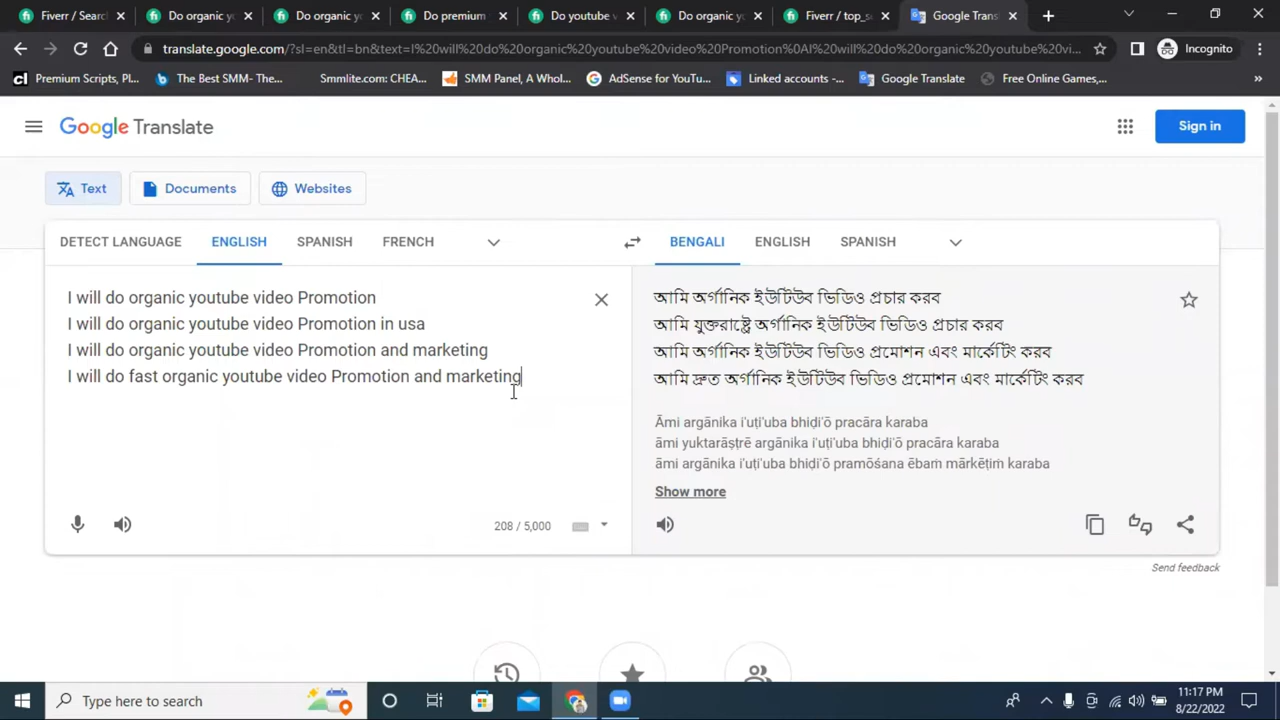 Fiverr / Searc
Do organic yo
Do organic yo
Do premium
Do youtube v
Do organic yo
Fiverr / top_se
Google Trans
translate.google.com/?sl=en&tl=bn&text=I%20will%20do%20organic%20youtube%20video%20Promotion%0AI%20will%20do%20organic%20youtube%20vi...
Incognito
Premium Scripts, Pl...
The Best SMM- The...
Smmlite.com: CHEA...
SMM Panel, A Whol...
AdSense for YouTu...
Linked accounts -...
Google Translate
Free Online Games,...
Google Translate
Sign in
Text
Documents
Websites
DETECT LANGUAGE
ENGLISH
SPANISH
FRENCH
BENGALI
ENGLISH
SPANISH
I will do organic youtube video Promotion
I will do organic youtube video Promotion in usa
I will do organic youtube video Promotion and marketing
I will do fast organic youtube video Promotion and marketing
208 / 5,000
আমি অর্গানিক ইউটিউব ভিডিও প্রচার করব
আমি যুক্তরাষ্ট্রে অর্গানিক ইউটিউব ভিডিও প্রচার করব
আমি অর্গানিক ইউটিউব ভিডিও প্রমোশন এবং মার্কেটিং করব
আমি দ্রুত অর্গানিক ইউটিউব ভিডিও প্রমোশন এবং মার্কেটিং করব
Āmi argānika i'uṭi'uba bhiḍi'ō pracāra karaba
āmi yuktarāṣṭrē argānika i'uṭi'uba bhiḍi'ō pracāra karaba
āmi argānika i'uṭi'uba bhiḍi'ō pramōśana ēbaṁ mārkēṭiṁ karaba
Show more
Send feedback
Type here to search
11:17 PM
8/22/2022